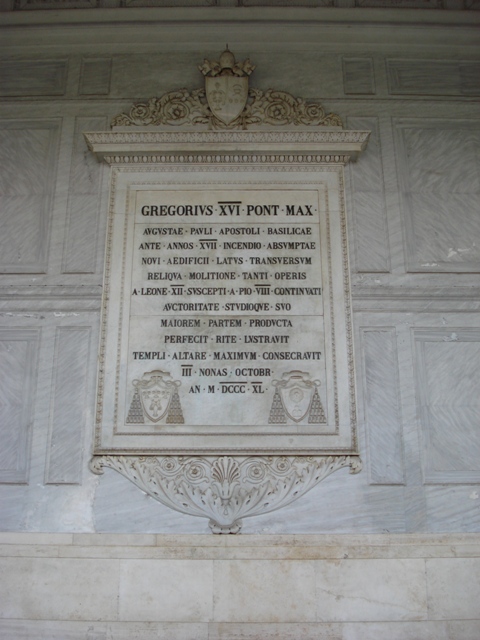 GREGORIVS · XVI · PONT · MAX ·
AVGVSTAE · PAVLI · APOSTOLI · BASILICAE
ANTE · ANNOS · XVII · INCENDIO · ABSVMPTAE
NOVI · AEDIFICII · LATVS · TRANSVERSVM
RELIQVA · MOLITIONE · TANTI · OPERIS
A · LEONE · XII · SVSCEPTI · A · PIO · VIII · CONTINVATI
AVCTORITATE · STVDIOQVE · SVO
MAIOREM · PARTEM · PRODVCTA
PERFECIT · RITE · LVSTRAVIT
TEMPLI · ALTARE · MAXIMVM · CONSECRAVIT
III · NONAS · OCTOBR ·
AN · M · DCCC · XL ·